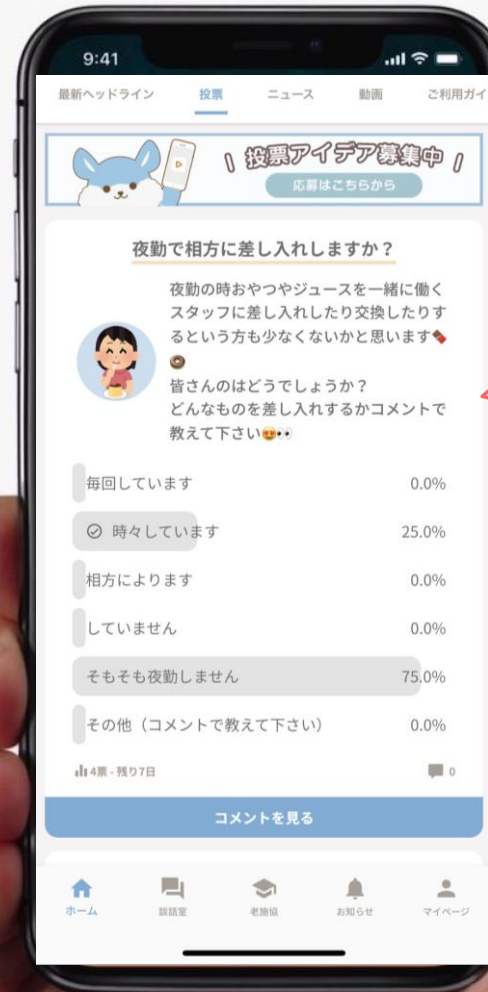 9:41
最新ヘッドライン 投票 ニュース 動画 ご利用ガイ
投票アイデア募集中
応募はこちらから
夜勤で相方に差し入れしますか？
夜勤の時おやつやジュースを一緒に働く
スタッフに差し入れしたり交換したりす
るという方も少なくないかと思います🍫
🍩
皆さんのはどうでしょうか？
どんなものを差し入れするかコメントで
教えて下さい😍👀
毎回しています 0.0%
時々しています 25.0%
相方によります 0.0%
していません 0.0%
そもそも夜勤しません 75.0%
その他（コメントで教えて下さい） 0.0%
4票 - 残り7日 0
コメントを見る
ホーム 談話室 老施協 お知らせ マイページ